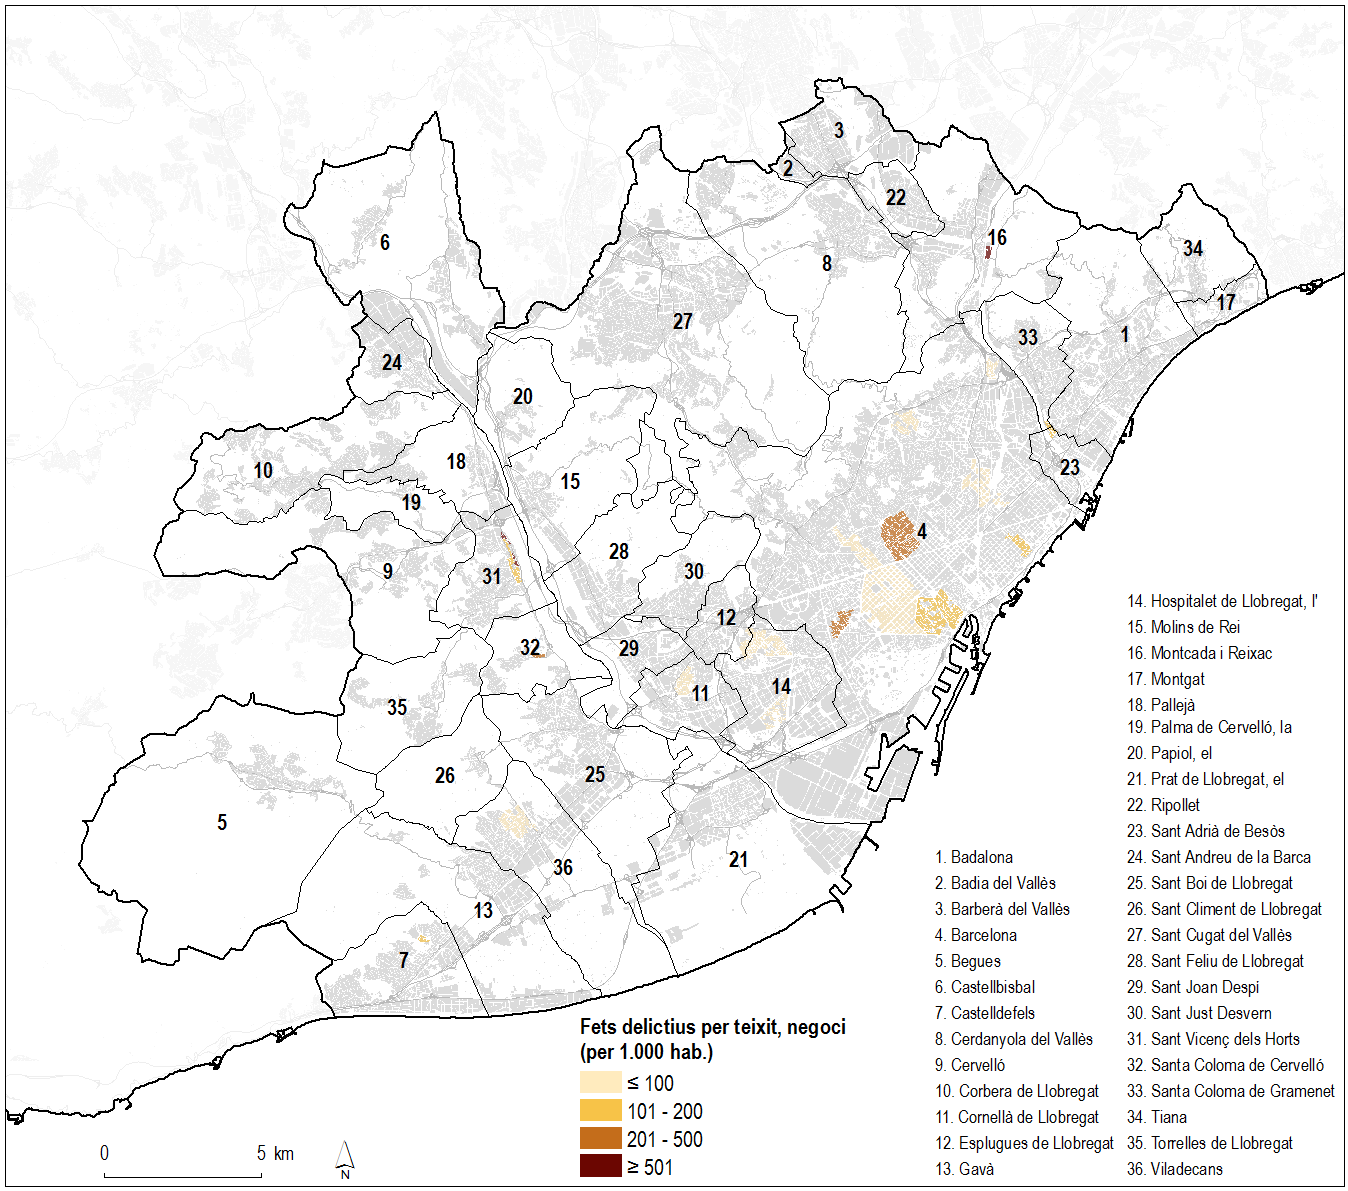 3
2
22
16
34
6
8
17
27
33
1
24
20
18
10
15
23
19
4
28
9
31
30
12
32
29
11
14
35
26
25
5
21
36
13
7
Fets delictius per teixit, negoci
(per 1.000 hab.)
≤ 100
101 - 200
201 - 500
≥ 501
0 5 km
N
1. Badalona
2. Badia del Vallès
3. Barberà del Vallès
4. Barcelona
5. Begues
6. Castellbisbal
7. Castelldefels
8. Cerdanyola del Vallès
9. Cervelló
10. Corbera de Llobregat
11. Cornellà de Llobregat
12. Esplugues de Llobregat
13. Gavà
14. Hospitalet de Llobregat, l'
15. Molins de Rei
16. Montcada i Reixac
17. Montgat
18. Pallejà
19. Palma de Cervelló, la
20. Papiol, el
21. Prat de Llobregat, el
22. Ripollet
23. Sant Adrià de Besòs
24. Sant Andreu de la Barca
25. Sant Boi de Llobregat
26. Sant Climent de Llobregat
27. Sant Cugat del Vallès
28. Sant Feliu de Llobregat
29. Sant Joan Despi
30. Sant Just Desvern
31. Sant Vicenç dels Horts
32. Santa Coloma de Cervelló
33. Santa Coloma de Gramenet
34. Tiana
35. Torrelles de Llobregat
36. Viladecans